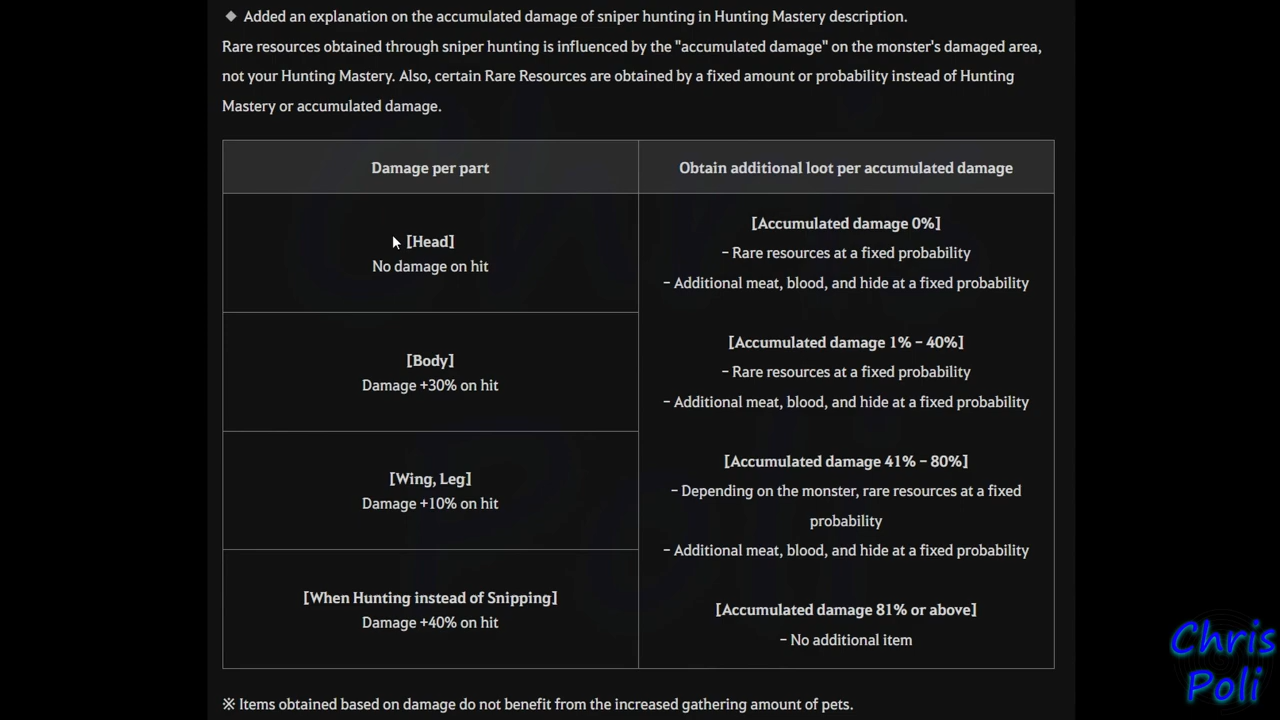 ◆ Added an explanation on the accumulated damage of sniper hunting in Hunting Mastery description.
Rare resources obtained through sniper hunting is influenced by the "accumulated damage" on the monster's damaged area,
not your Hunting Mastery. Also, certain Rare Resources are obtained by a fixed amount or probability instead of Hunting
Mastery or accumulated damage.
Damage per part
Obtain additional loot per accumulated damage
[Head]
No damage on hit
[Body]
Damage +30% on hit
[Wing, Leg]
Damage +10% on hit
[When Hunting instead of Snipping]
Damage +40% on hit
[Accumulated damage 0%]
- Rare resources at a fixed probability
- Additional meat, blood, and hide at a fixed probability
[Accumulated damage 1% - 40%]
- Rare resources at a fixed probability
- Additional meat, blood, and hide at a fixed probability
[Accumulated damage 41% - 80%]
- Depending on the monster, rare resources at a fixed
probability
- Additional meat, blood, and hide at a fixed probability
[Accumulated damage 81% or above]
- No additional item
※ Items obtained based on damage do not benefit from the increased gathering amount of pets.
Chris
Poli